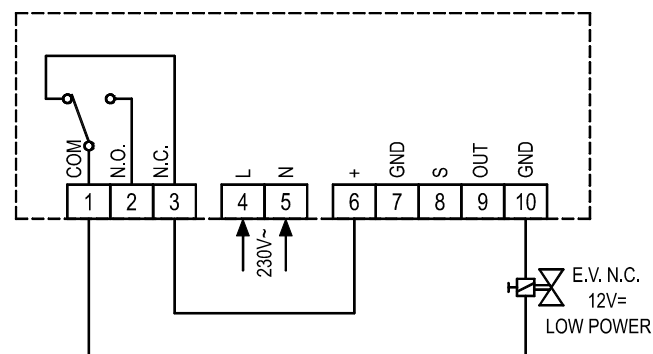 COM
N.O.
N.C.
L
N
+
GND
S
OUT
GND
1 2 3 4 5 6 7 8 9 10
230V~
E.V. N.C.
12V=
LOW POWER